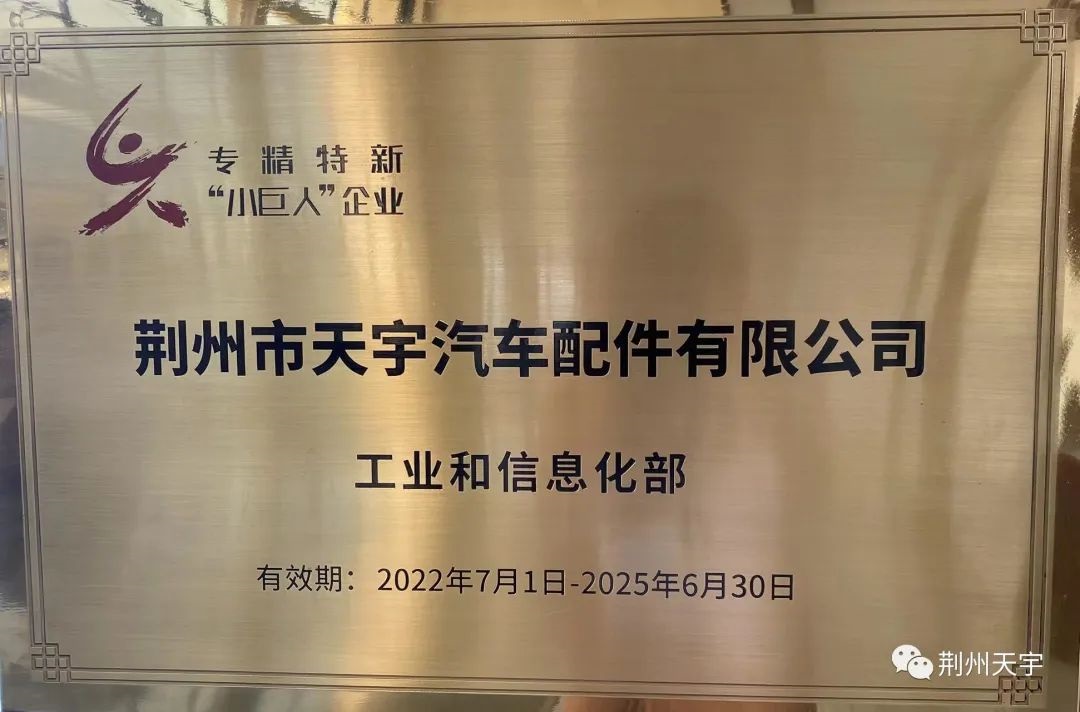 专精特新
“小巨人”企业
荆州市天宇汽车配件有限公司
工业和信息化部
有效期：2022年7月1日-2025年6月30日
荆州天宇